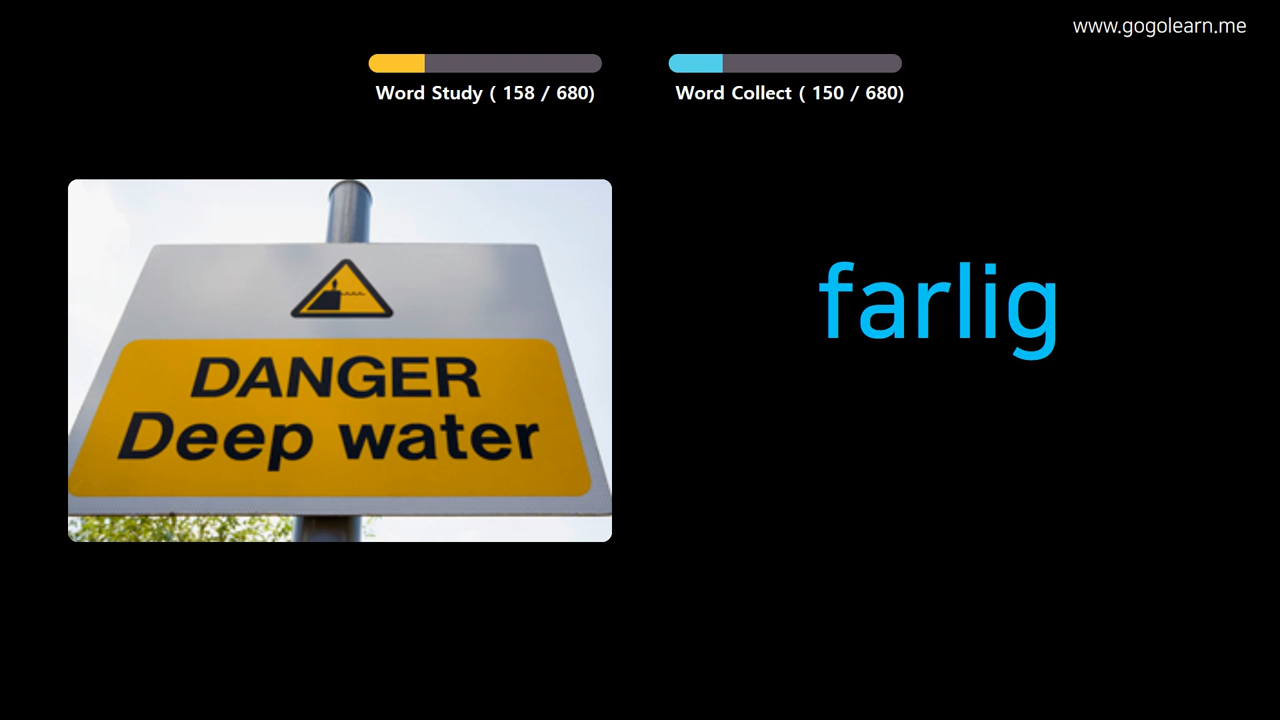 www.gogolearn.me
Word Study ( 158 / 680)
Word Collect ( 150 / 680)
DANGER
Deep water
farlig